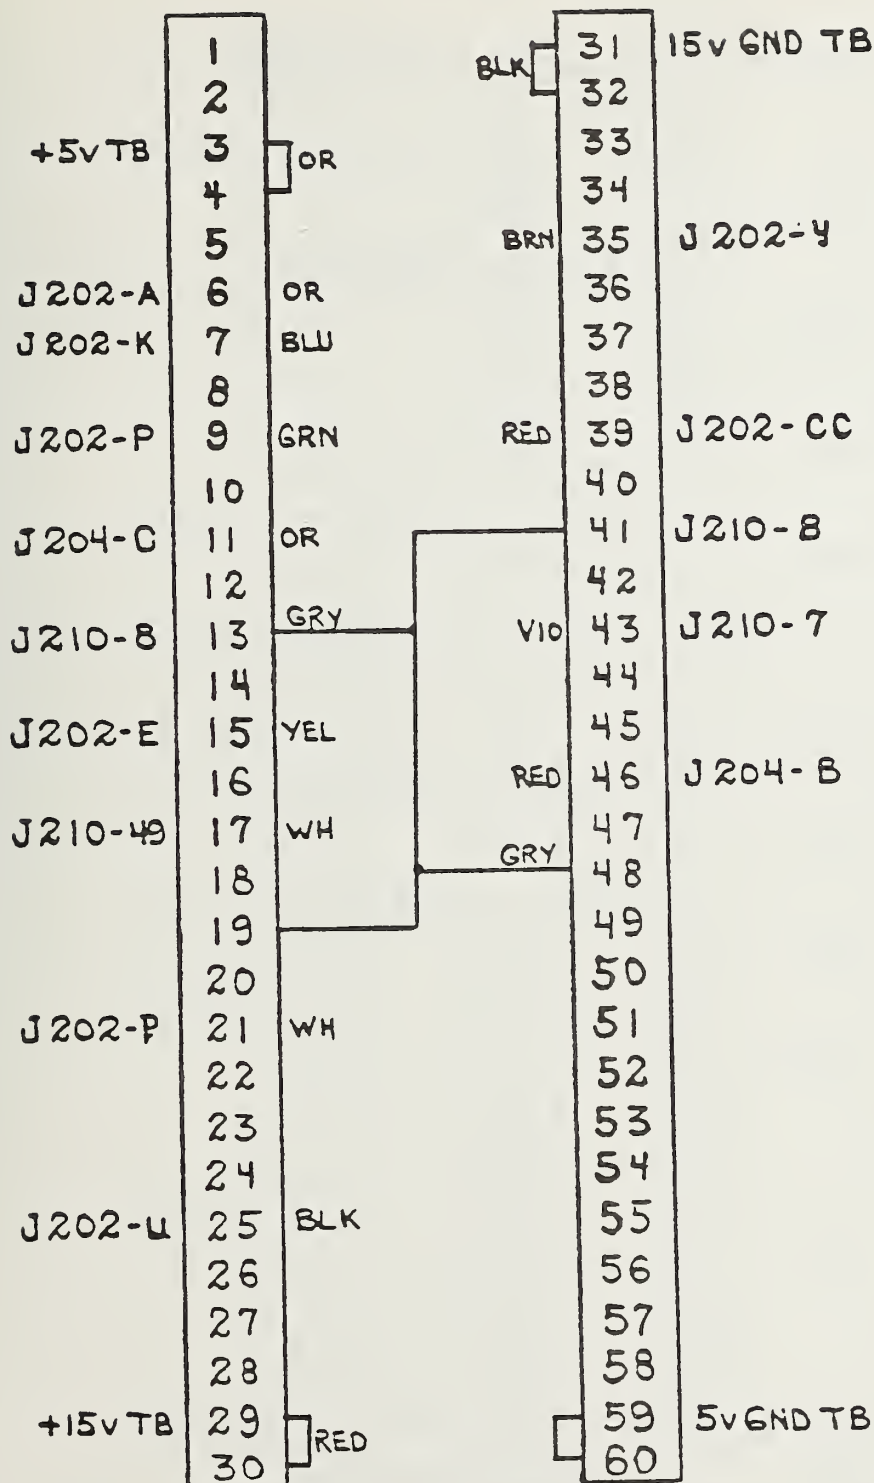 1
2
+5v TB 3 OR
4
5
J202-A 6 OR
J202-K 7 BLU
8
J202-P 9 GRN
10
J204-C 11 OR
12
J210-8 13 GRY
14
J202-E 15 YEL
16
J210-49 17 WH
18
19
20
J202-P 21 WH
22
23
24
J202-U 25 BLK
26
27
28
+15v TB 29 RED
30
BLK 31 15v GND TB
32
33
34
BRN 35 J202-Y
36
37
38
RED 39 J202-CC
40
41 J210-8
42
VIO 43 J210-7
44
45
RED 46 J204-B
47
GRY 48
49
50
51
52
53
54
55
56
57
58
59 5v GND TB
60